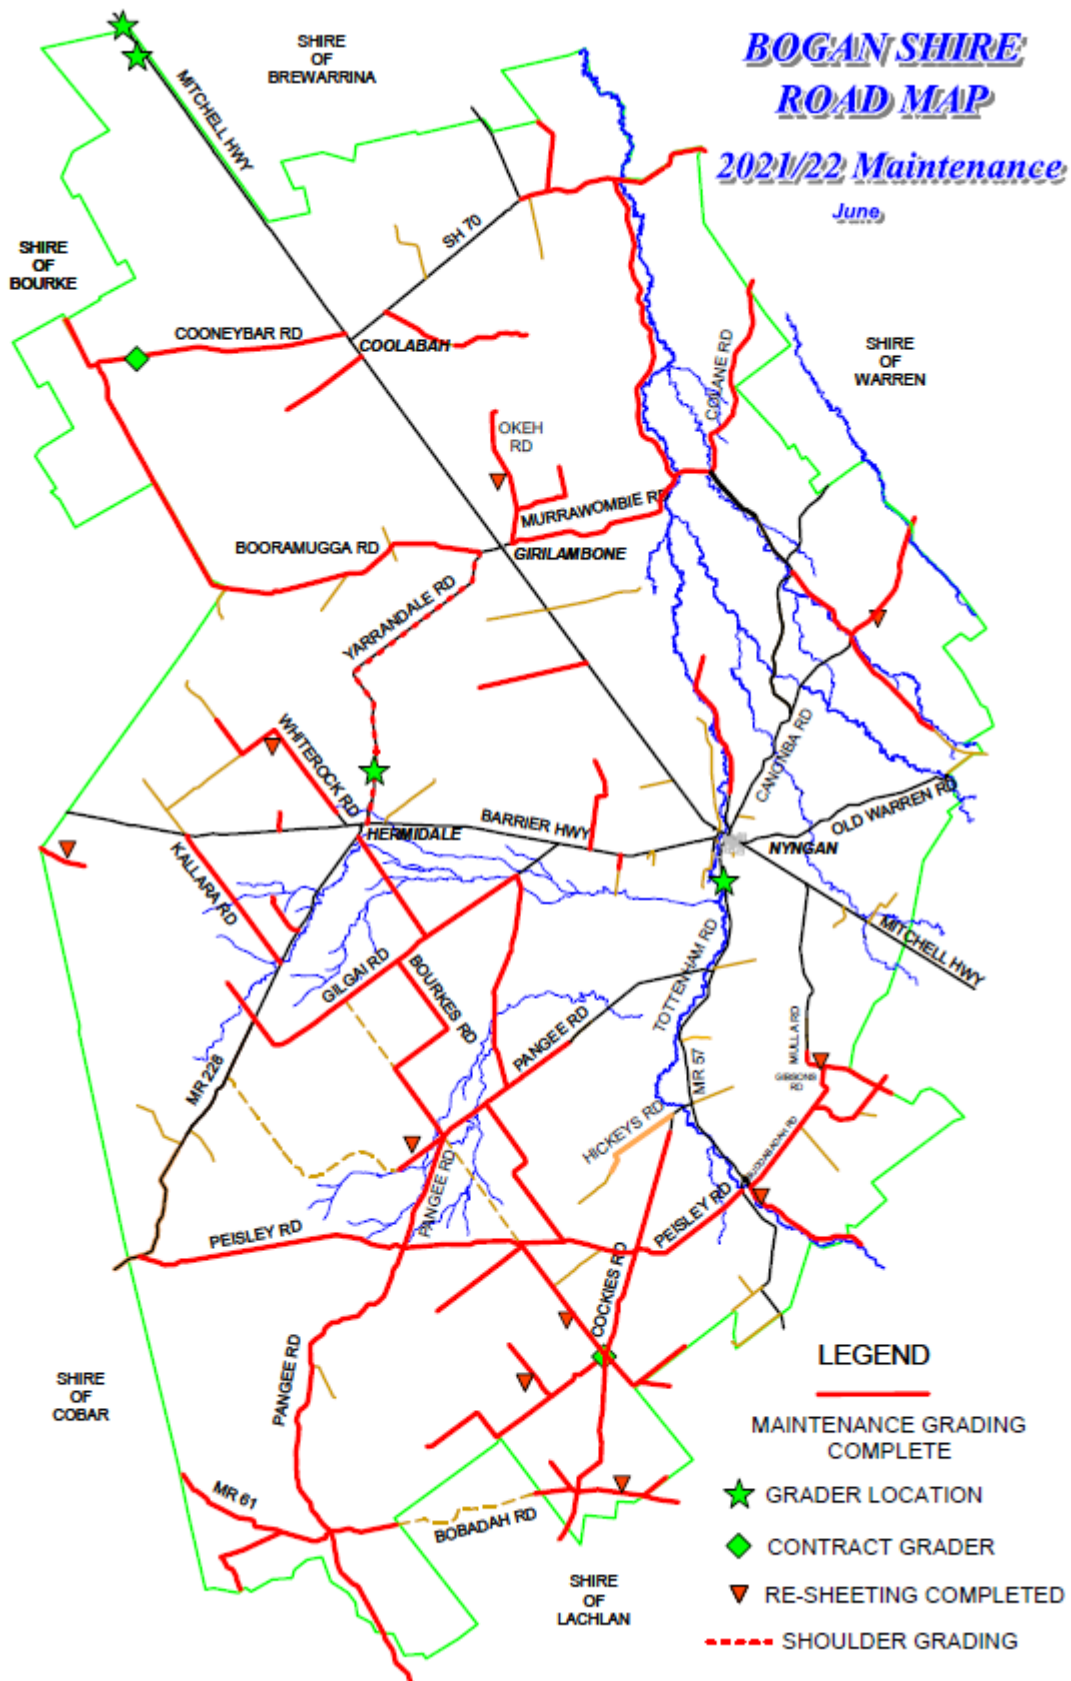 BOGAN SHIRE
ROAD MAP
2021/22 Maintenance
June
SHIRE
OF
BREWARRINA
MITCHELL HWY
SHIRE
OF
BOURKE
SH 70
COONEYBAR RD
COOLABAH
SHIRE
OF
WARREN
COLANE RD
OKEH
RD
MURRAWOMBIE RD
BOORAMUGGA RD
GIRILAMBONE
YARRANDALE RD
WHITEROCK RD
CANONBA RD
HERMIDALE
BARRIER HWY
OLD WARREN RD
NYNGAN
KALLARA RD
MITCHELL HWY
GILGAI RD
BOURKES RD
TOTTENHAM RD
PANGEE RD
MULLA RD
MR 228
MR 57
GIBSONS
RD
HICKEYS RD
BUDDABADAH RD
PANGEE RD
PEISLEY RD
PEISLEY RD
COCKIES RD
PANGEE RD
SHIRE
OF
COBAR
MR 61
BOBADAH RD
SHIRE
OF
LACHLAN
LEGEND
MAINTENANCE GRADING
COMPLETE
GRADER LOCATION
CONTRACT GRADER
RE-SHEETING COMPLETED
SHOULDER GRADING